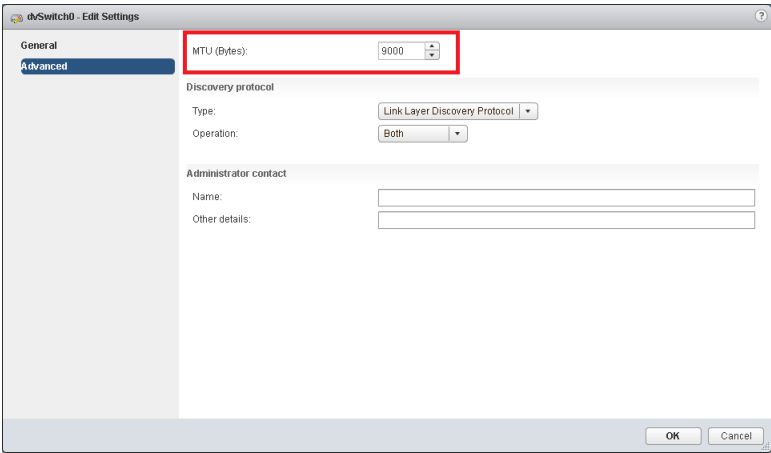 dvSwitch0 - Edit Settings
?
General
Advanced
MTU (Bytes): 9000
Discovery protocol
Type: Link Layer Discovery Protocol
Operation: Both
Administrator contact
Name:
Other details:
OK Cancel